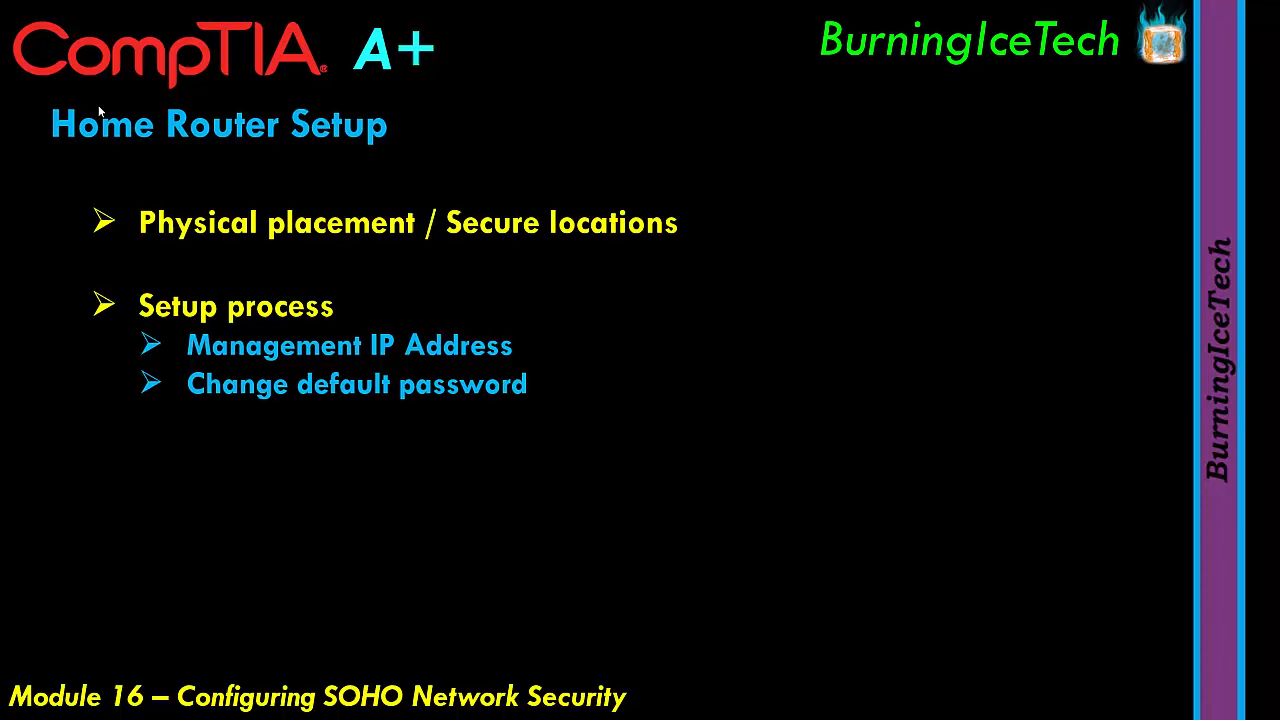 CompTIA® A+
BurningIceTech
Home Router Setup
Physical placement / Secure locations
Setup process
Management IP Address
Change default password
BurningIceTech
Module 16 – Configuring SOHO Network Security